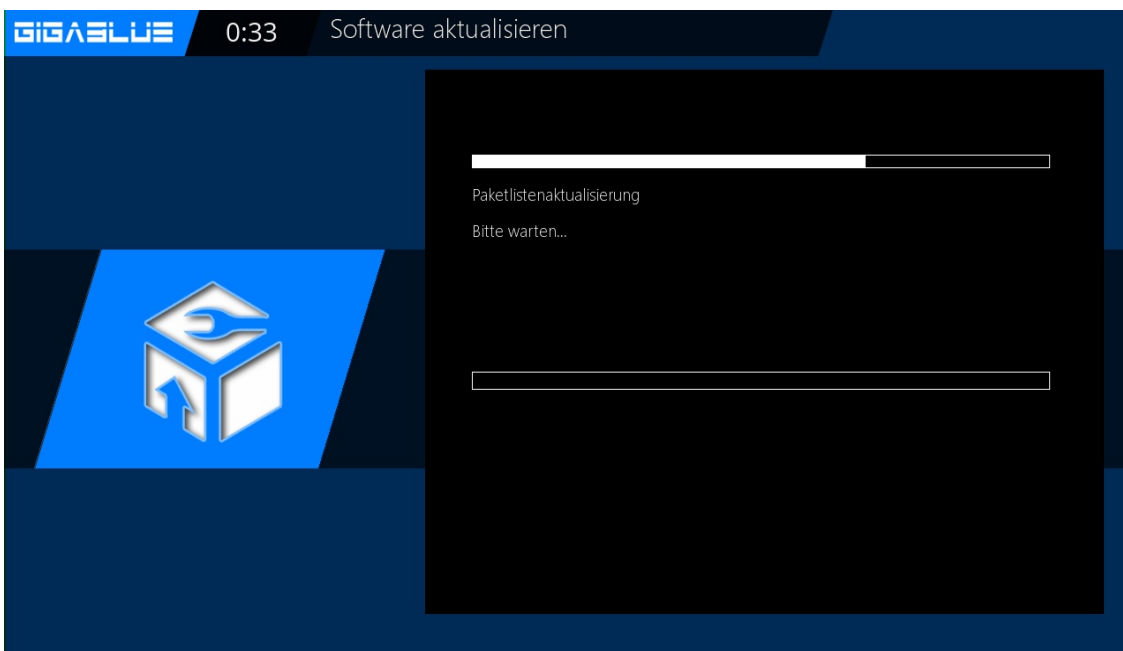 GIGABLUE 0:33 Software aktualisieren
Paketlistenaktualisierung
Bitte warten...